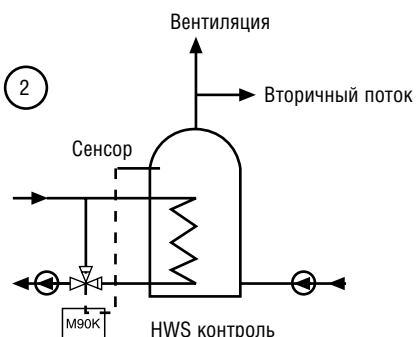 Вентиляция
2
Вторичный поток
Сенсор
M90K
HWS контроль